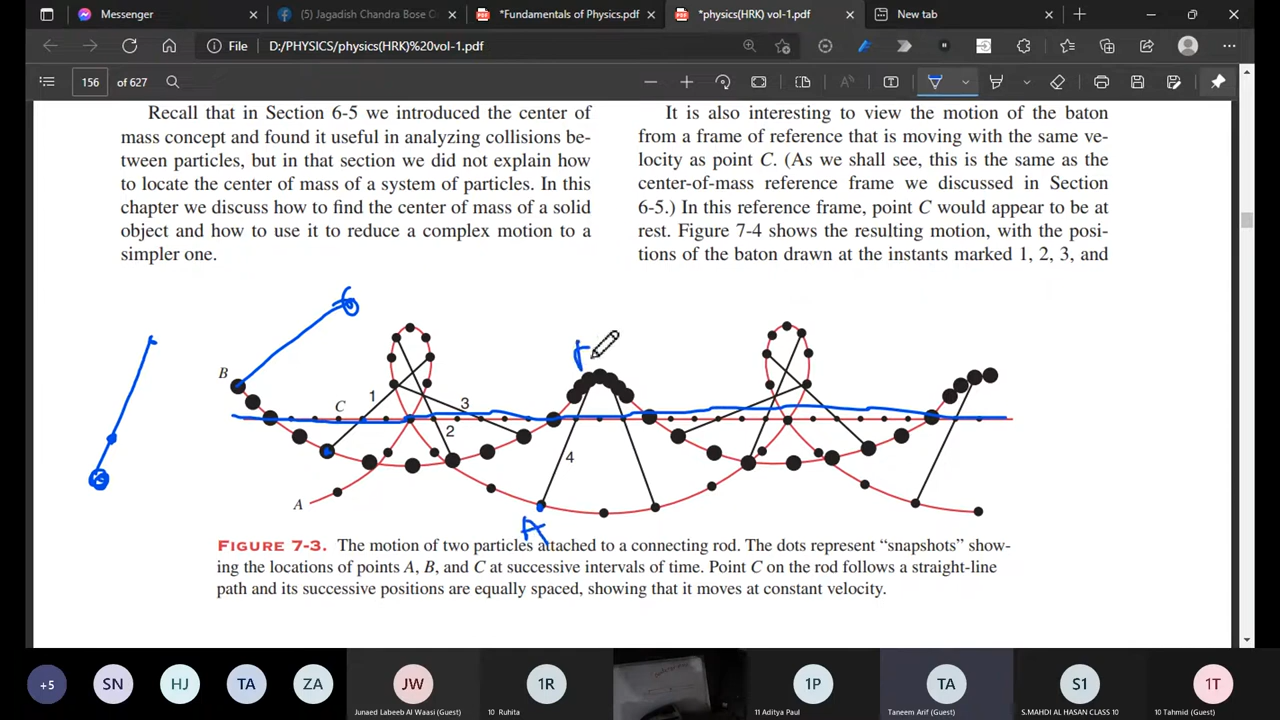 Messenger
(5) Jagadish Chandra Bose C
*Fundamentals of Physics.pdf
*physics(HRK) vol-1.pdf
New tab
File
D:/PHYSICS/physics(HRK)%20vol-1.pdf
156 of 627
Recall that in Section 6-5 we introduced the center of
mass concept and found it useful in analyzing collisions be-
tween particles, but in that section we did not explain how
to locate the center of mass of a system of particles. In this
chapter we discuss how to find the center of mass of a solid
object and how to use it to reduce a complex motion to a
simpler one.
It is also interesting to view the motion of the baton
from a frame of reference that is moving with the same ve-
locity as point C. (As we shall see, this is the same as the
center-of-mass reference frame we discussed in Section
6-5.) In this reference frame, point C would appear to be at
rest. Figure 7-4 shows the resulting motion, with the posi-
tions of the baton drawn at the instants marked 1, 2, 3, and
B
C
1
2
3
4
A
A
FIGURE 7-3. The motion of two particles attached to a connecting rod. The dots represent “snapshots” show-
ing the locations of points A, B, and C at successive intervals of time. Point C on the rod follows a straight-line
path and its successive positions are equally spaced, showing that it moves at constant velocity.
+5
SN
HJ
TA
ZA
JW
Junaed Labeeb Al Waasi (Guest)
1R
10 Ruhita
1P
11 Aditya Paul
TA
Taneem Arif (Guest)
S1
S.MAHDI AL HASAN CLASS 10
1T
10 Tahmid (Guest)